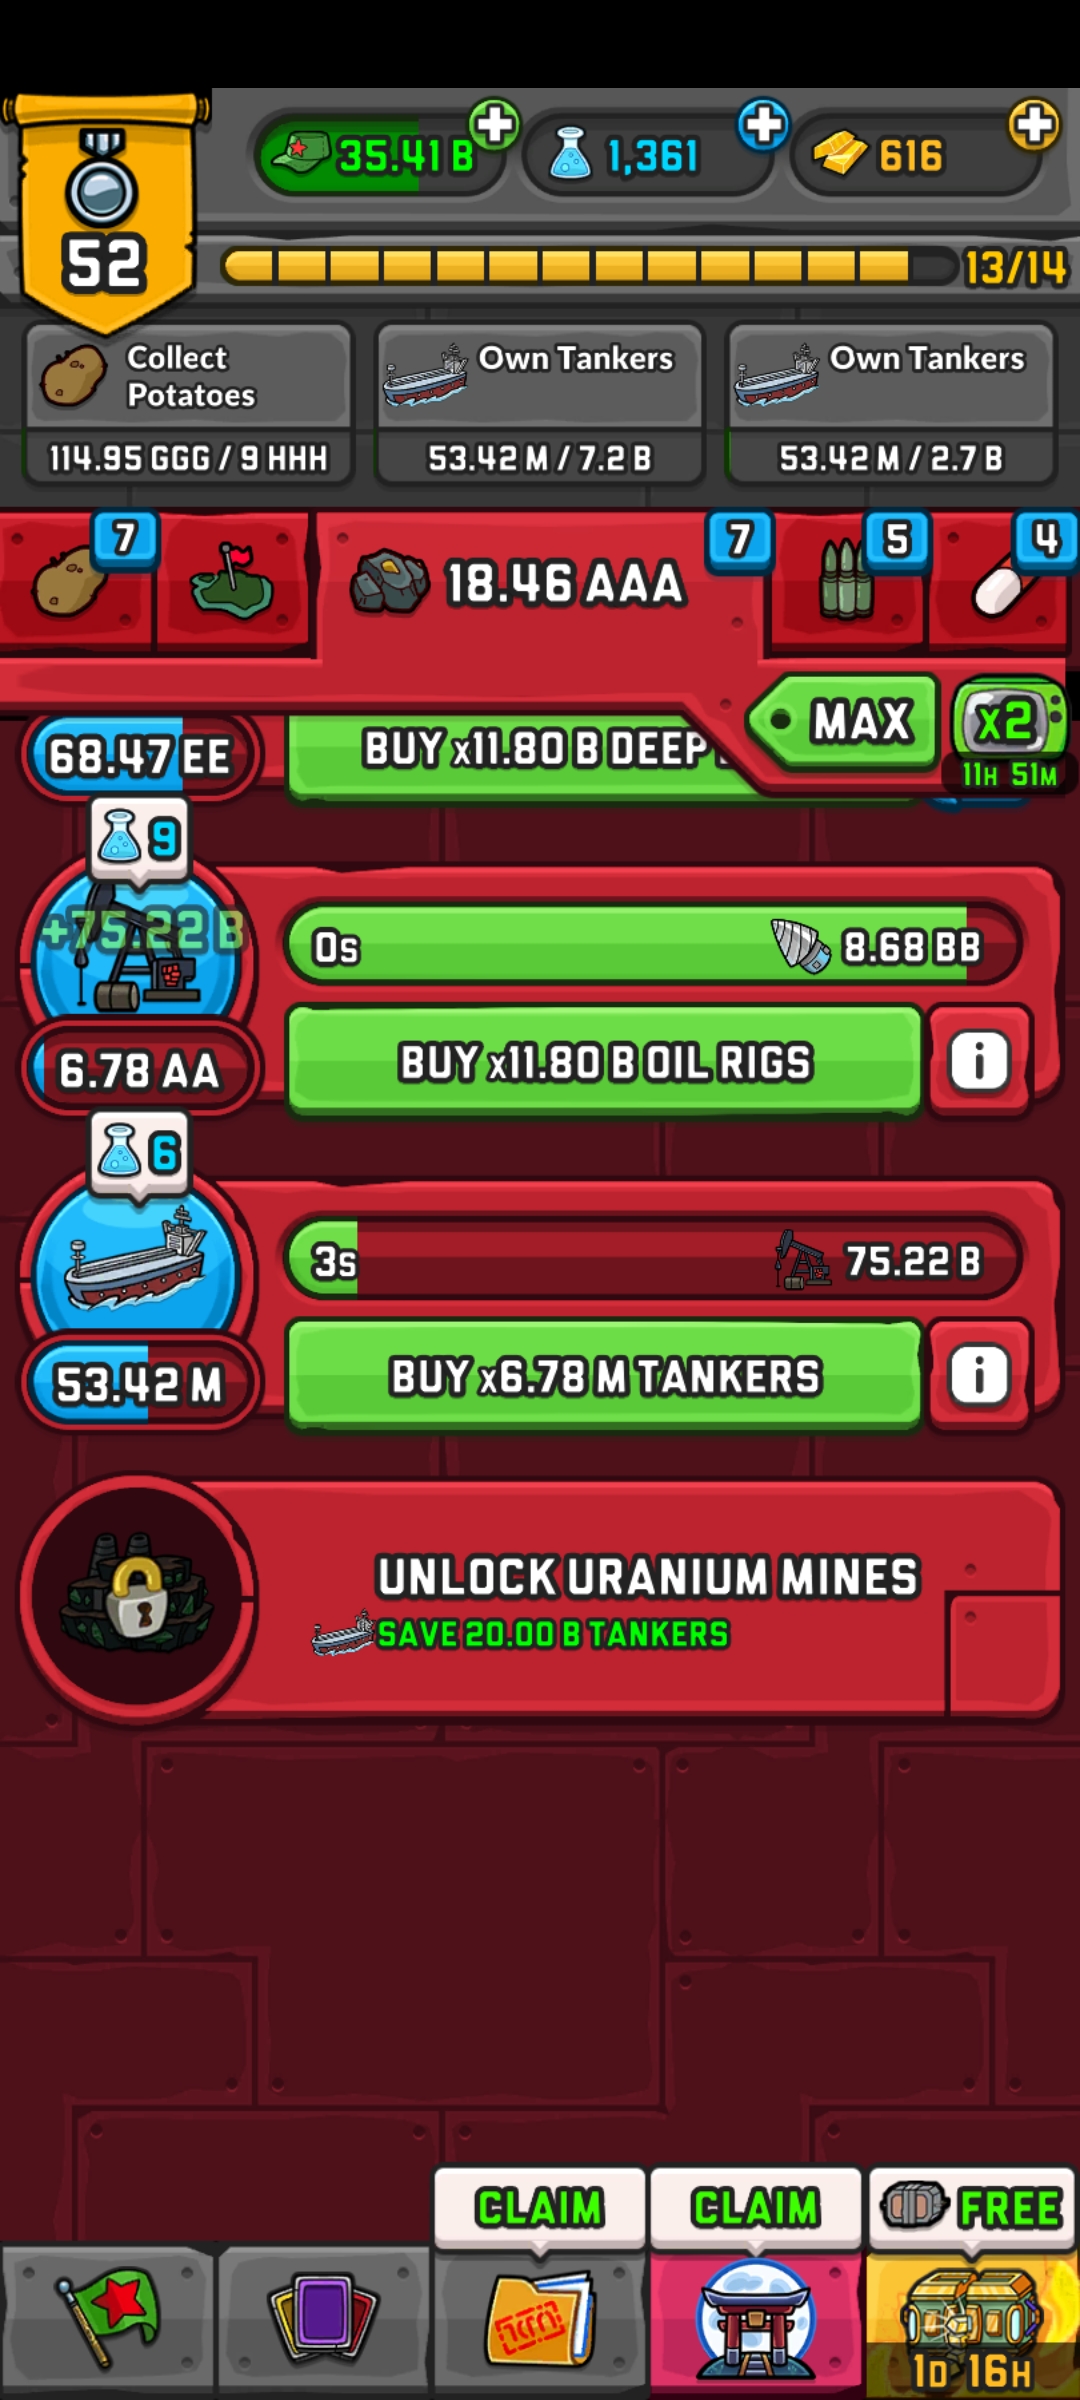 35.41 B
1,361
616
52
13/14
Collect
Potatoes
Own Tankers
Own Tankers
114.95 GGG / 9 HHH
53.42 M / 7.2 B
53.42 M / 2.7 B
7
7
5
4
18.46 AAA
MAX
x2
11H 51M
68.47 EE
BUY x11.80 B DEEP
9
+75.22 B
0s
8.68 BB
6.78 AA
BUY x11.80 B OIL RIGS
i
6
3s
75.22 B
53.42 M
BUY x6.78 M TANKERS
i
UNLOCK URANIUM MINES
SAVE 20.00 B TANKERS
CLAIM
CLAIM
FREE
1D 16H